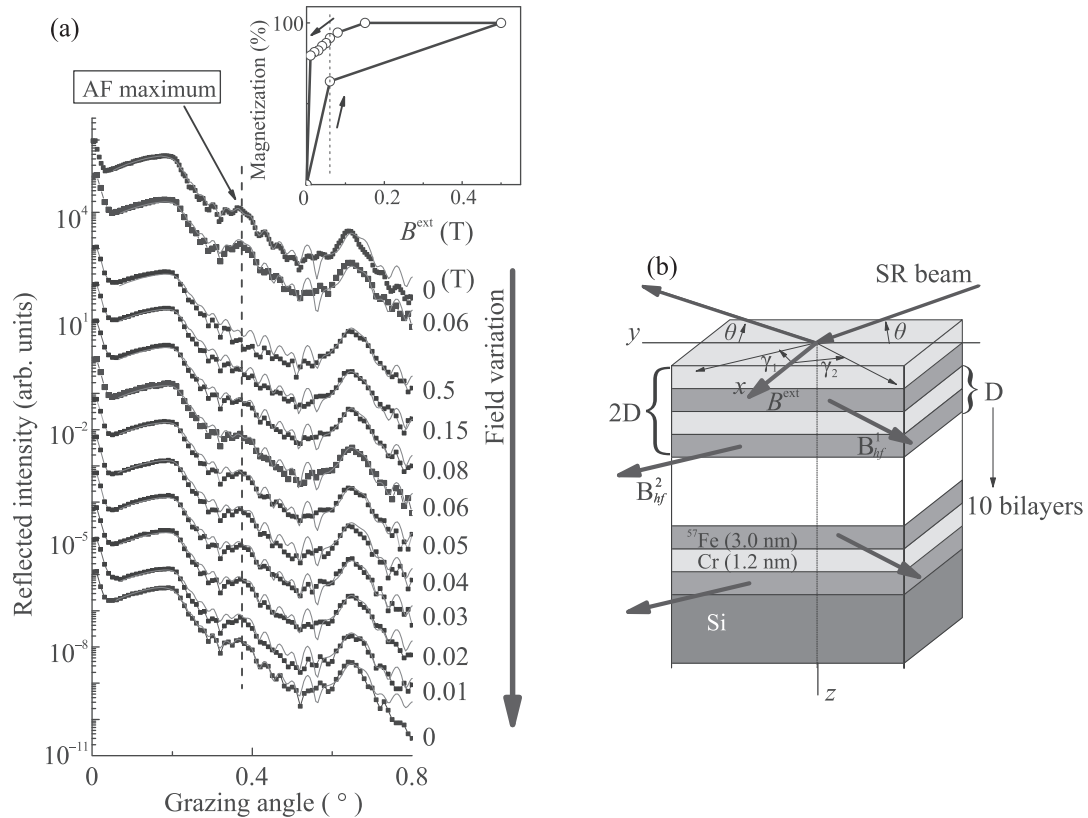 (a)
AF maximum
Magnetization (%)
100
0
0.2
0.4
B^ext (T)
Reflected intensity (arb. units)
10^4
10^1
10^-2
10^-5
10^-8
10^-11
0
0.4
0.8
Grazing angle ( ° )
0 (T)
0.06
0.5
0.15
0.08
0.06
0.05
0.04
0.03
0.02
0.01
0
Field variation
(b)
SR beam
θ
θ
y
γ1
γ2
x
B^ext
2D
D
B^1_hf
B^2_hf
10 bilayers
^57Fe (3.0 nm)
Cr (1.2 nm)
Si
z